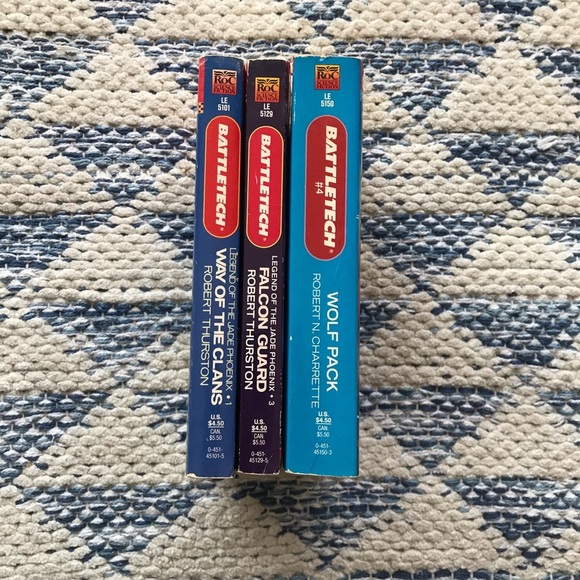 RoC
LE
5101
BATTLETECH®
LEGEND OF THE JADE PHOENIX • 1
WAY OF THE CLANS
ROBERT THURSTON
U.S.
$4.50
CAN.
$5.50
0-451-
45101-5
RoC
LE
5129
BATTLETECH®
LEGEND OF THE JADE PHOENIX • 3
FALCON GUARD
ROBERT THURSTON
U.S.
$4.50
CAN.
$5.50
0-451-
45129-5
RoC
LE
5150
BATTLETECH®
#4
WOLF PACK
ROBERT N. CHARRETTE
U.S.
$4.50
CAN.
$5.50
0-451-
45150-3